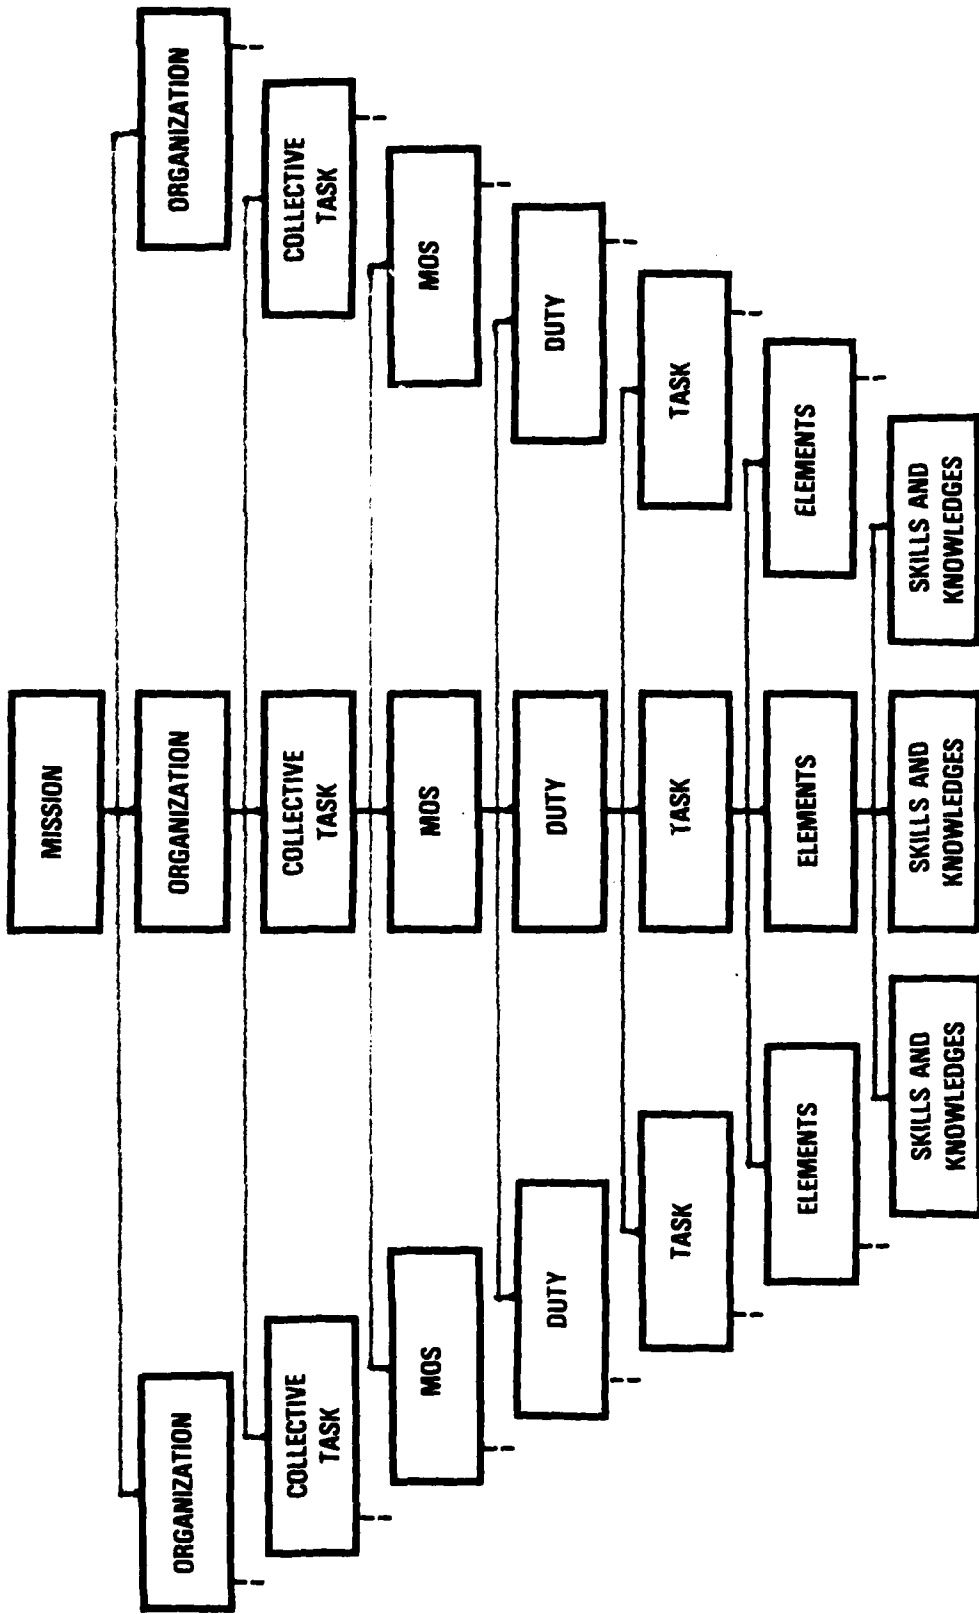 MISSION
ORGANIZATION
ORGANIZATION
ORGANIZATION
COLLECTIVE
TASK
COLLECTIVE
TASK
COLLECTIVE
TASK
MOS
MOS
MOS
DUTY
DUTY
DUTY
TASK
TASK
TASK
ELEMENTS
ELEMENTS
ELEMENTS
SKILLS AND
KNOWLEDGES
SKILLS AND
KNOWLEDGES
SKILLS AND
KNOWLEDGES